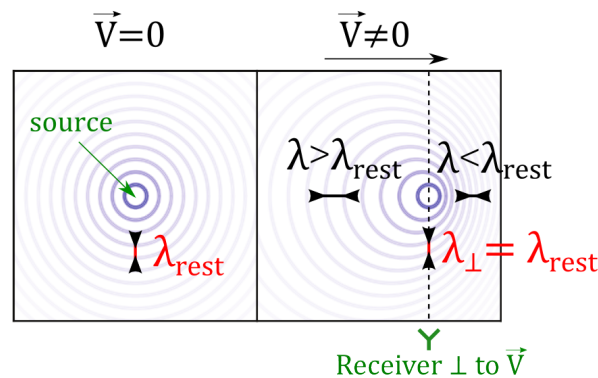 V⃗=0
V⃗≠0
source
λ>λrest
λ<λrest
λrest
λ⊥= λrest
Receiver ⊥ to V⃗